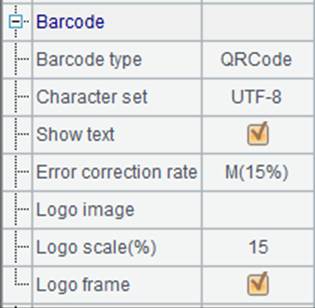 Barcode
Barcode type QRCode
Character set UTF-8
Show text
Error correction rate M(15%)
Logo image
Logo scale(%) 15
Logo frame